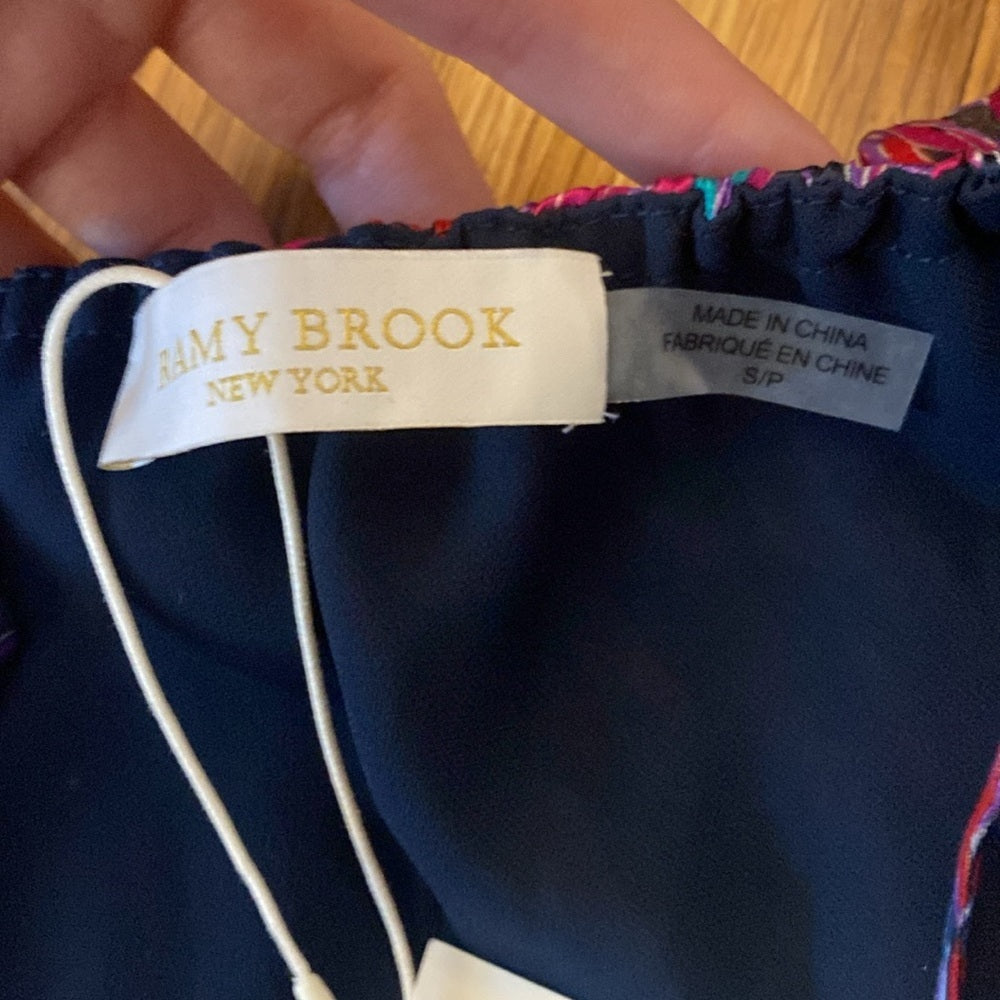 RAMY BROOK
NEW YORK
MADE IN CHINA
FABRIQUÉ EN CHINE
S/P